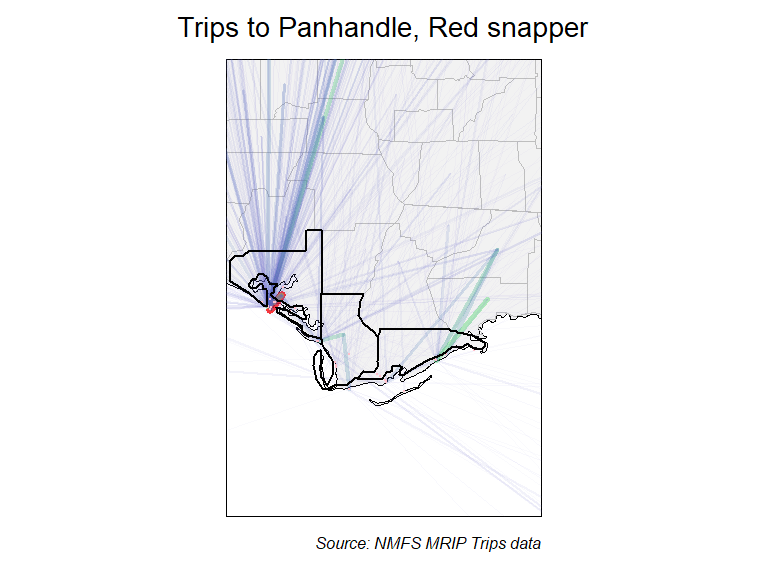 Trips to Panhandle, Red snapper
Source: NMFS MRIP Trips data